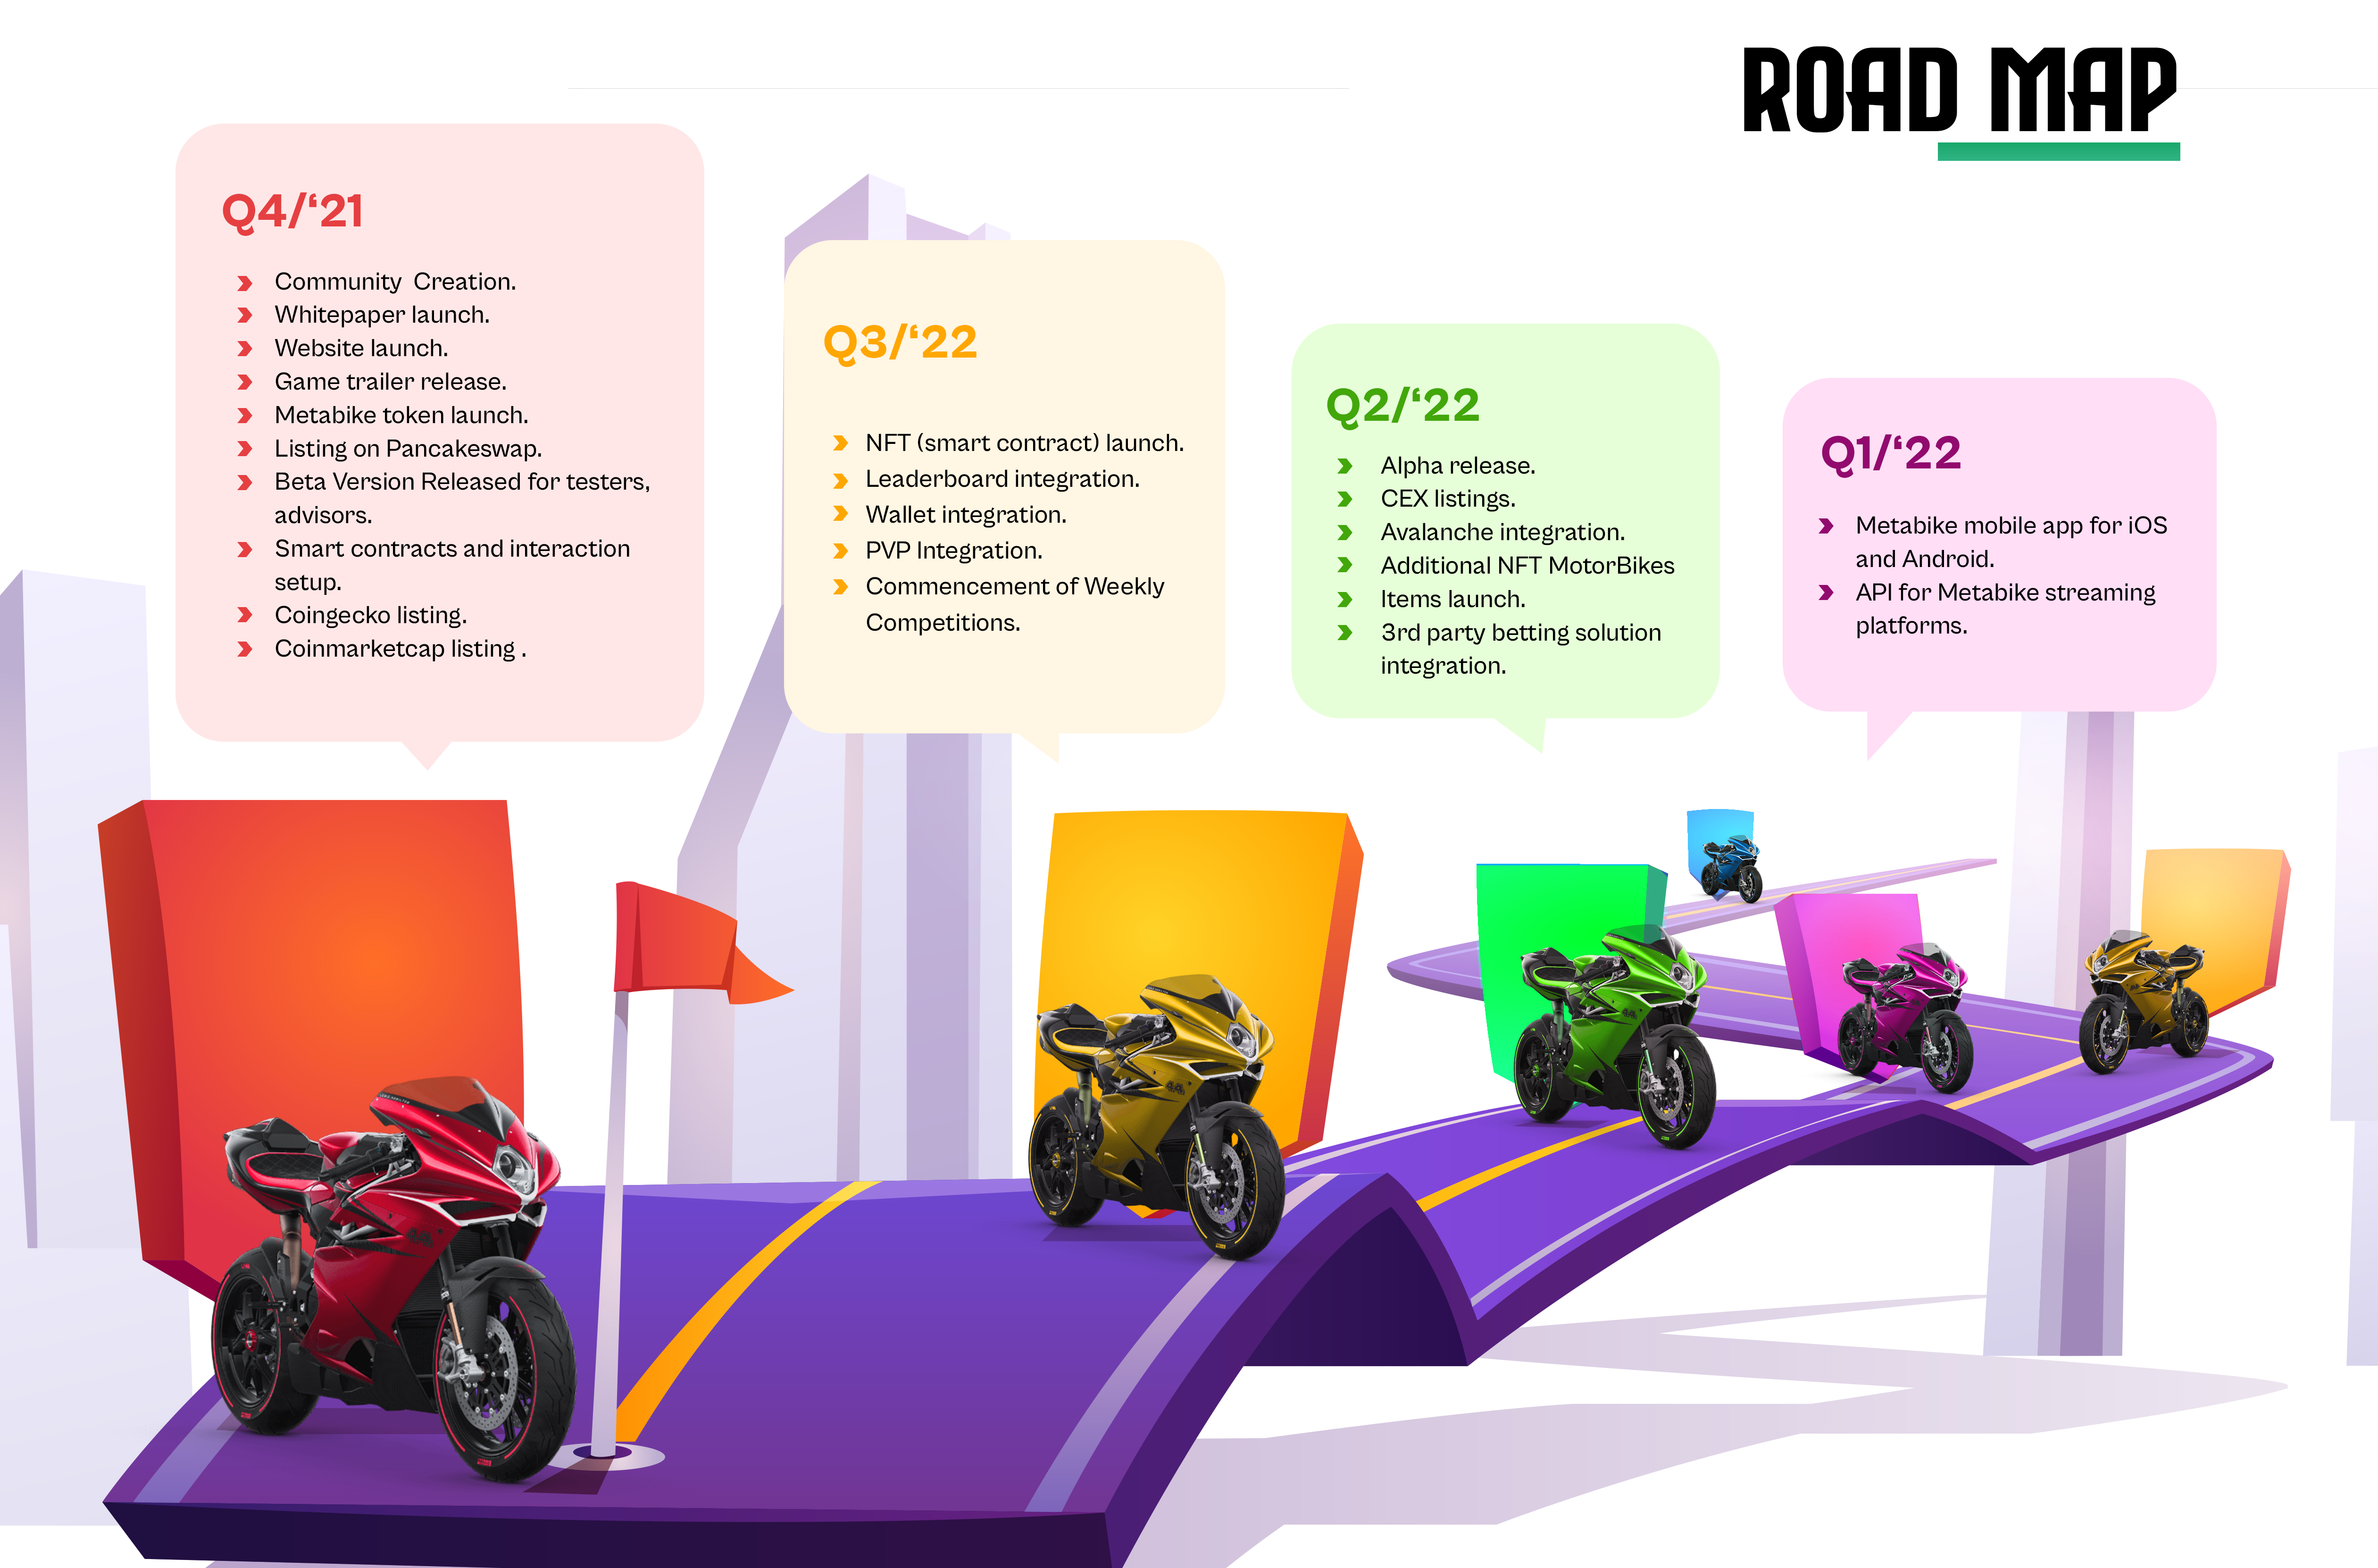 ROAD MAP
Q4/‘21
Community  Creation.
Whitepaper launch.
Website launch.
Game trailer release.
Metabike token launch.
Listing on Pancakeswap.
Beta Version Released for testers,
advisors.
Smart contracts and interaction
setup.
Coingecko listing.
Coinmarketcap listing .
Q3/‘22
NFT (smart contract) launch.
Leaderboard integration.
Wallet integration.
PVP Integration.
Commencement of Weekly
Competitions.
Q2/‘22
Alpha release.
CEX listings.
Avalanche integration.
Additional NFT MotorBikes
Items launch.
3rd party betting solution
integration.
Q1/‘22
Metabike mobile app for iOS
and Android.
API for Metabike streaming
platforms.